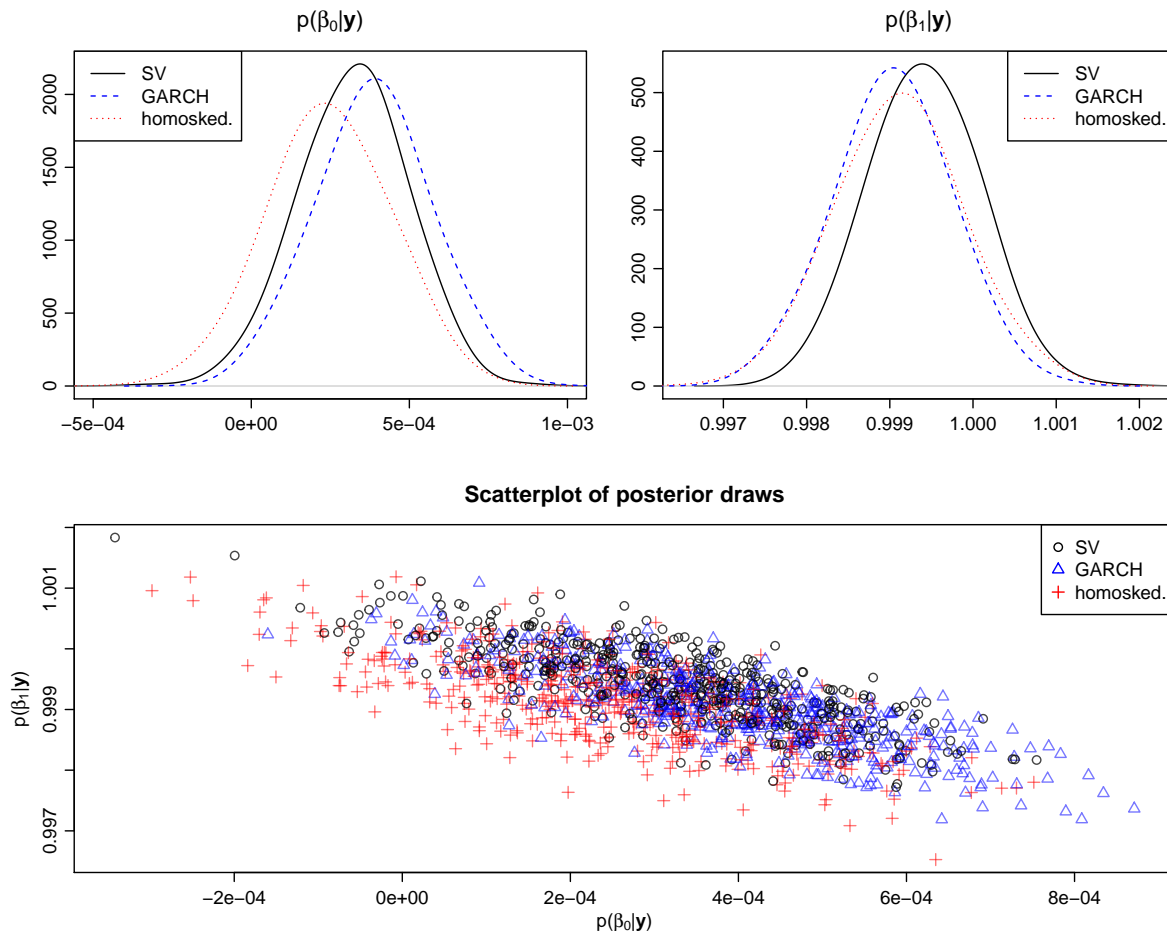 p(β₀|y)
SV
GARCH
homosked.
0 500 1000 1500 2000
−5e−04 0e+00 5e−04 1e−03
p(β₁|y)
SV
GARCH
homosked.
0 100 200 300 400 500
0.997 0.998 0.999 1.000 1.001 1.002
Scatterplot of posterior draws
SV
GARCH
homosked.
p(β₁|y)
0.997 0.999 1.001
−2e−04 0e+00 2e−04 4e−04 6e−04 8e−04
p(β₀|y)